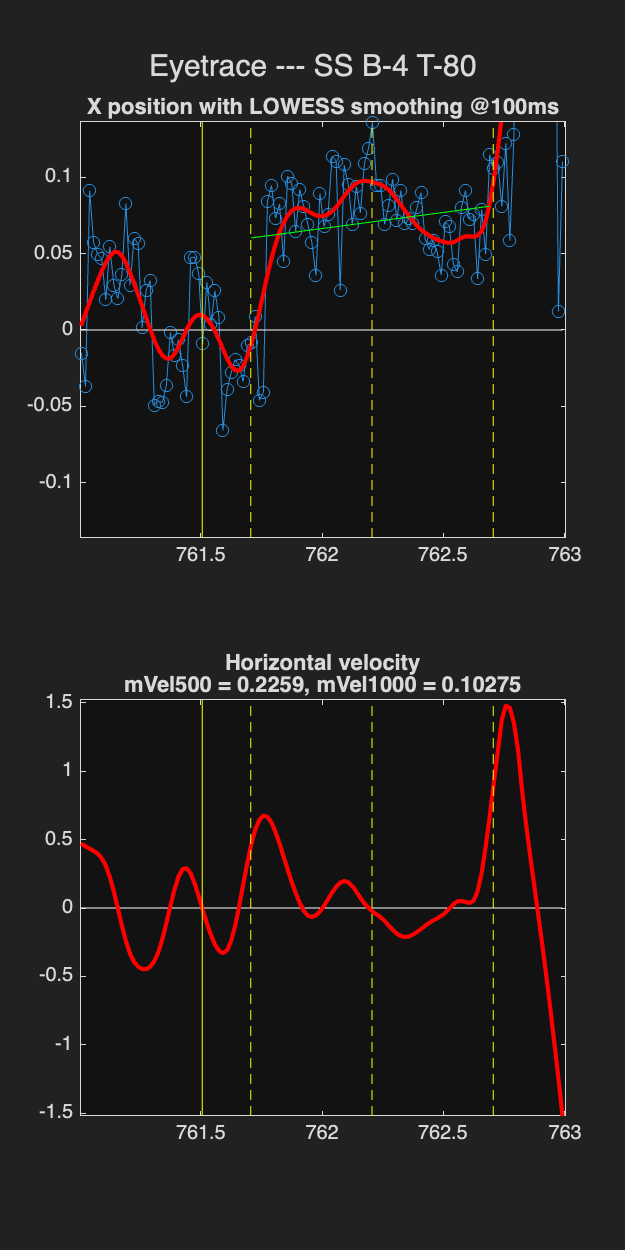 Eyetrace --- SS B-4 T-80
X position with LOWESS smoothing @100ms
0.1
0.05
0
-0.05
-0.1
761.5 762 762.5 763
Horizontal velocity
mVel500 = 0.2259, mVel1000 = 0.10275
1.5
1
0.5
0
-0.5
-1
-1.5
761.5 762 762.5 763